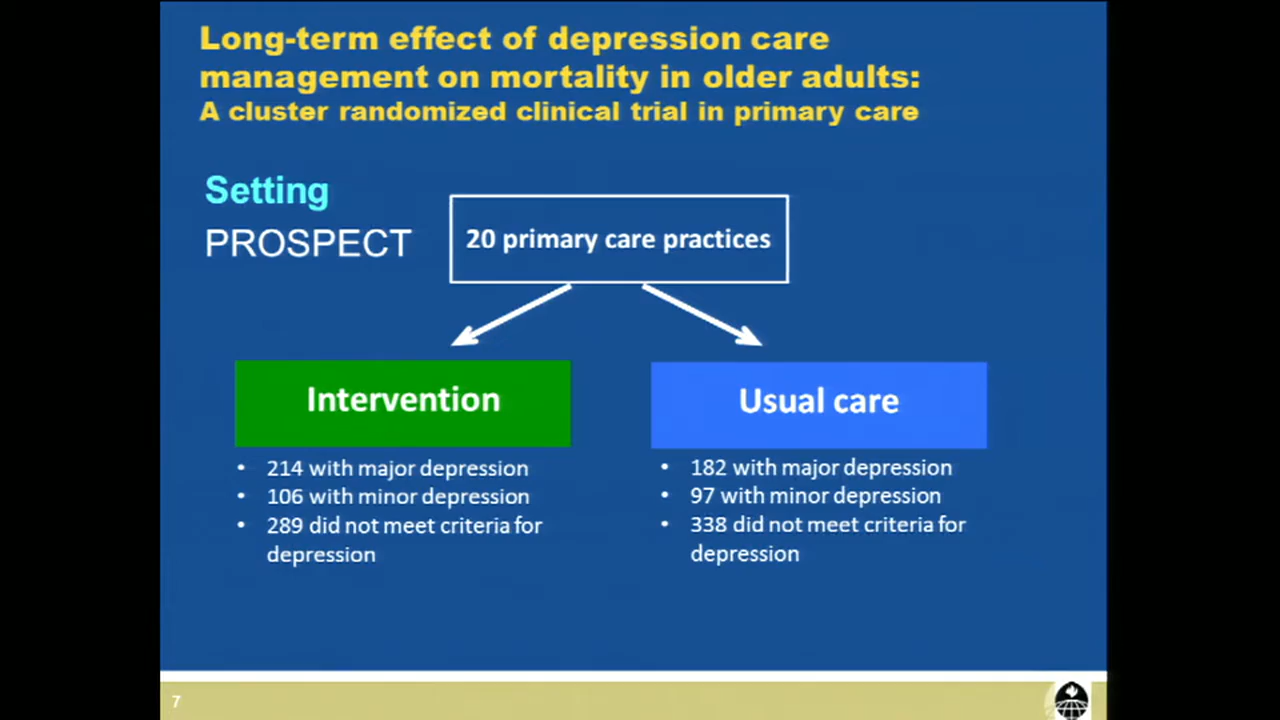 Long-term effect of depression care
management on mortality in older adults:
A cluster randomized clinical trial in primary care
Setting
PROSPECT
20 primary care practices
Intervention
• 214 with major depression
• 106 with minor depression
• 289 did not meet criteria for
depression
Usual care
• 182 with major depression
• 97 with minor depression
• 338 did not meet criteria for
depression
7